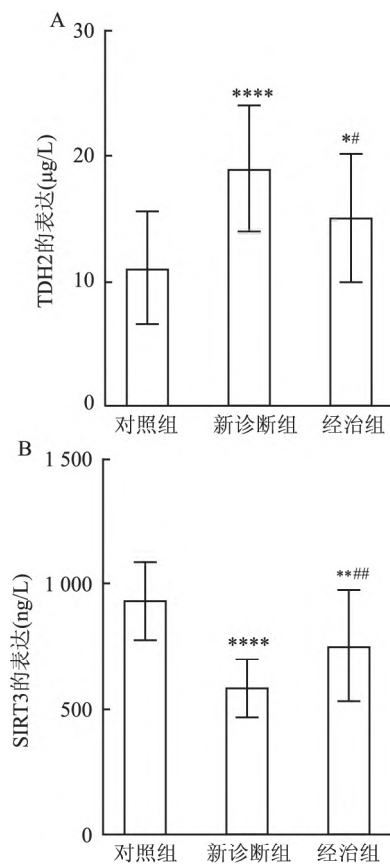 A
30
20
10
0
TDH2的表达(μg/L)
****
*#
对照组
新诊断组
经治组
B
1 500
1 000
500
0
SIRT3的表达(ng/L)
****
**##
对照组
新诊断组
经治组